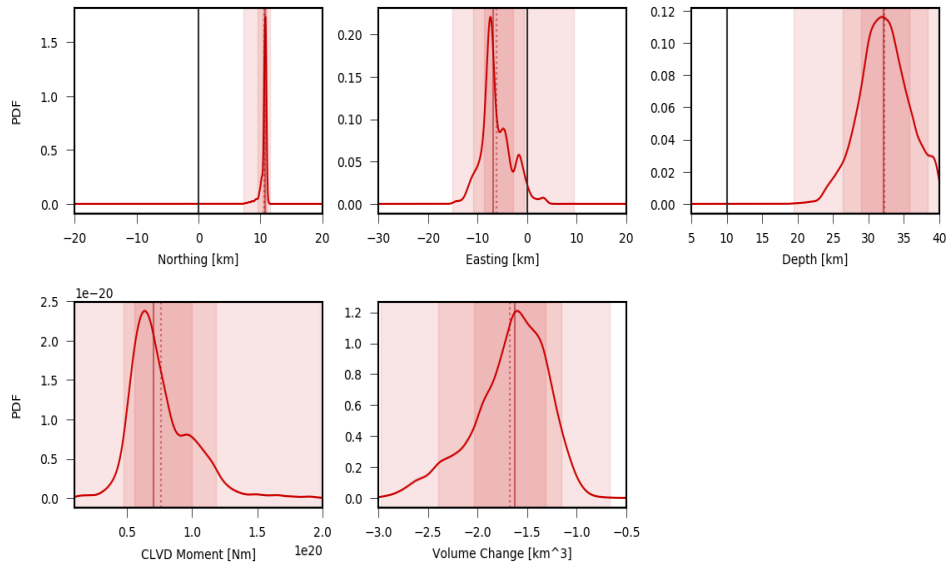 PDF
1.5
1.0
0.5
0.0
−20 −10 0 10 20
Northing [km]
0.20
0.15
0.10
0.05
0.00
−30 −20 −10 0 10 20
Easting [km]
0.12
0.10
0.08
0.06
0.04
0.02
0.00
5 10 15 20 25 30 35 40
Depth [km]
1e−20
PDF
2.5
2.0
1.5
1.0
0.5
0.0
0.5 1.0 1.5 2.0
1e20
CLVD Moment [Nm]
1.2
1.0
0.8
0.6
0.4
0.2
0.0
−3.0 −2.5 −2.0 −1.5 −1.0 −0.5
Volume Change [km^3]